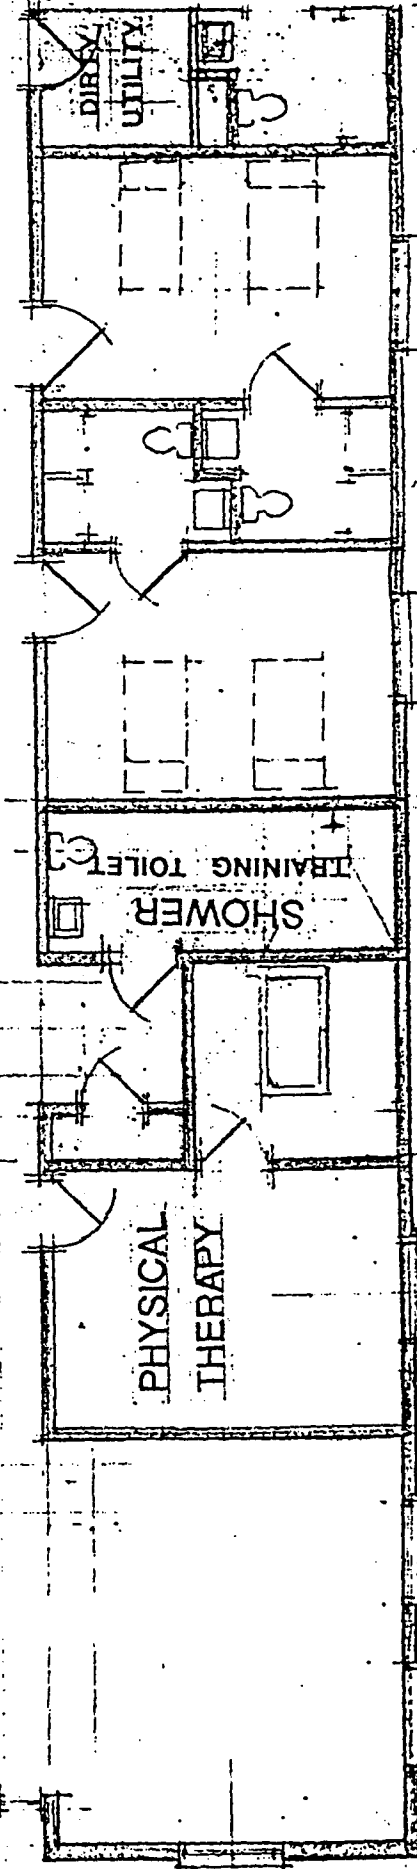 DIRTY
UTILITY
TRAINING TOILET
SHOWER
PHYSICAL
THERAPY